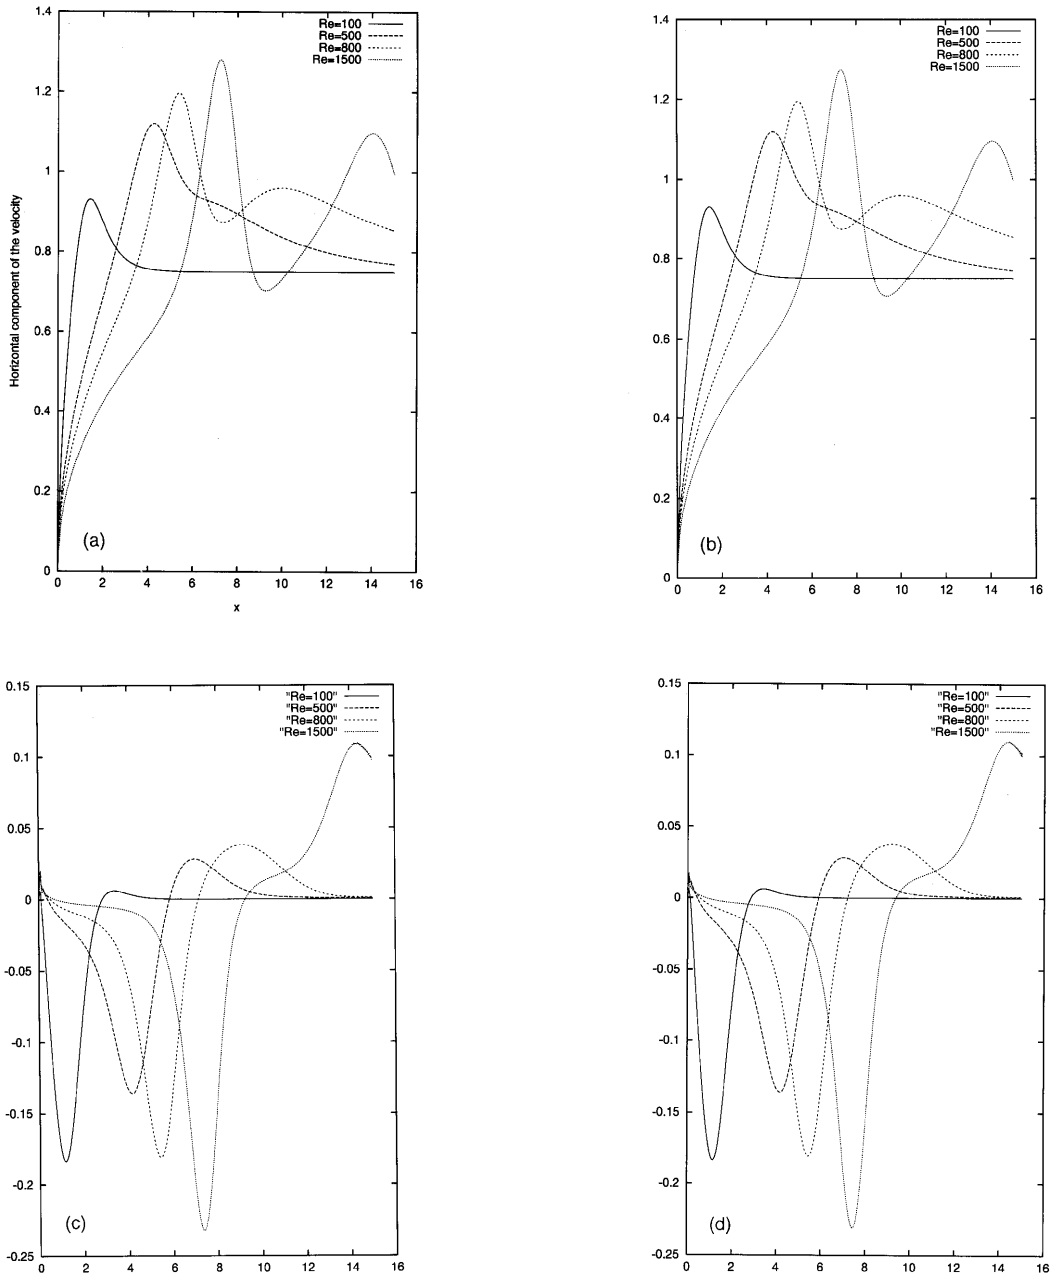 1.4
1.2
1
0.8
0.6
0.4
0.2
0
Horizontal component of the velocity
Re=100
Re=500
Re=800
Re=1500
(a)
0 2 4 6 8 10 12 14 16
x
1.4
1.2
1
0.8
0.6
0.4
0.2
0
Re=100
Re=500
Re=800
Re=1500
(b)
0 2 4 6 8 10 12 14 16
0.15
0.1
0.05
0
-0.05
-0.1
-0.15
-0.2
-0.25
"Re=100"
"Re=500"
"Re=800"
"Re=1500"
(c)
0 2 4 6 8 10 12 14 16
0.15
0.1
0.05
0
-0.05
-0.1
-0.15
-0.2
-0.25
"Re=100"
"Re=500"
"Re=800"
"Re=1500"
(d)
0 2 4 6 8 10 12 14 16